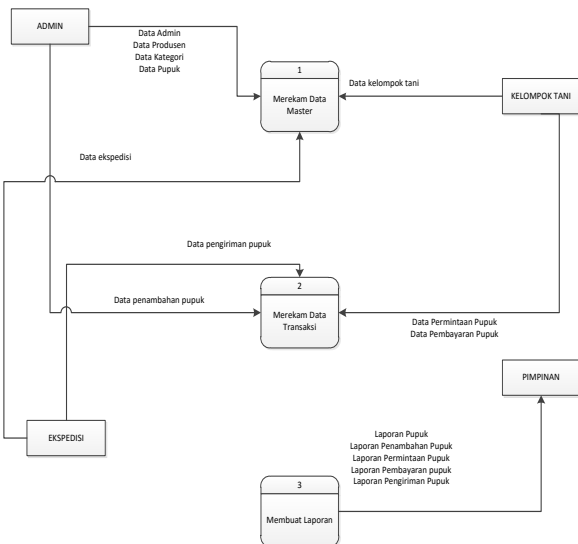 ADMIN
Data Admin
Data Produsen
Data Kategori
Data Pupuk
1
Merekam Data
Master
Data kelompok tani
KELOMPOK TANI
Data ekspedisi
Data pengiriman pupuk
Data penambahan pupuk
2
Merekam Data
Transaksi
Data Permintaan Pupuk
Data Pembayaran Pupuk
PIMPINAN
EKSPEDISI
Laporan Pupuk
Laporan Penambahan Pupuk
Laporan Permintaan Pupuk
Laporan Pembayaran pupuk
Laporan Pengiriman Pupuk
3
Membuat Laporan